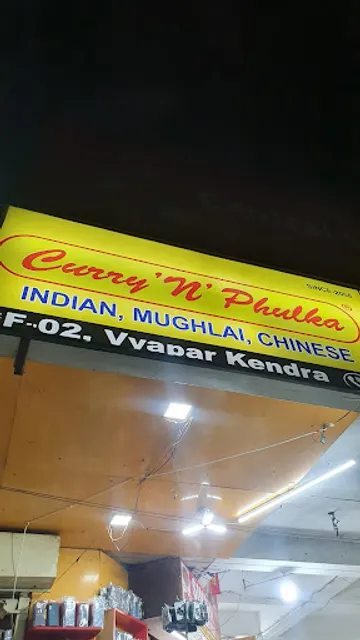 Curry 'N' Phulka
INDIAN, MUGHLAI, CHINESE
F-02, Vyapar Kendra